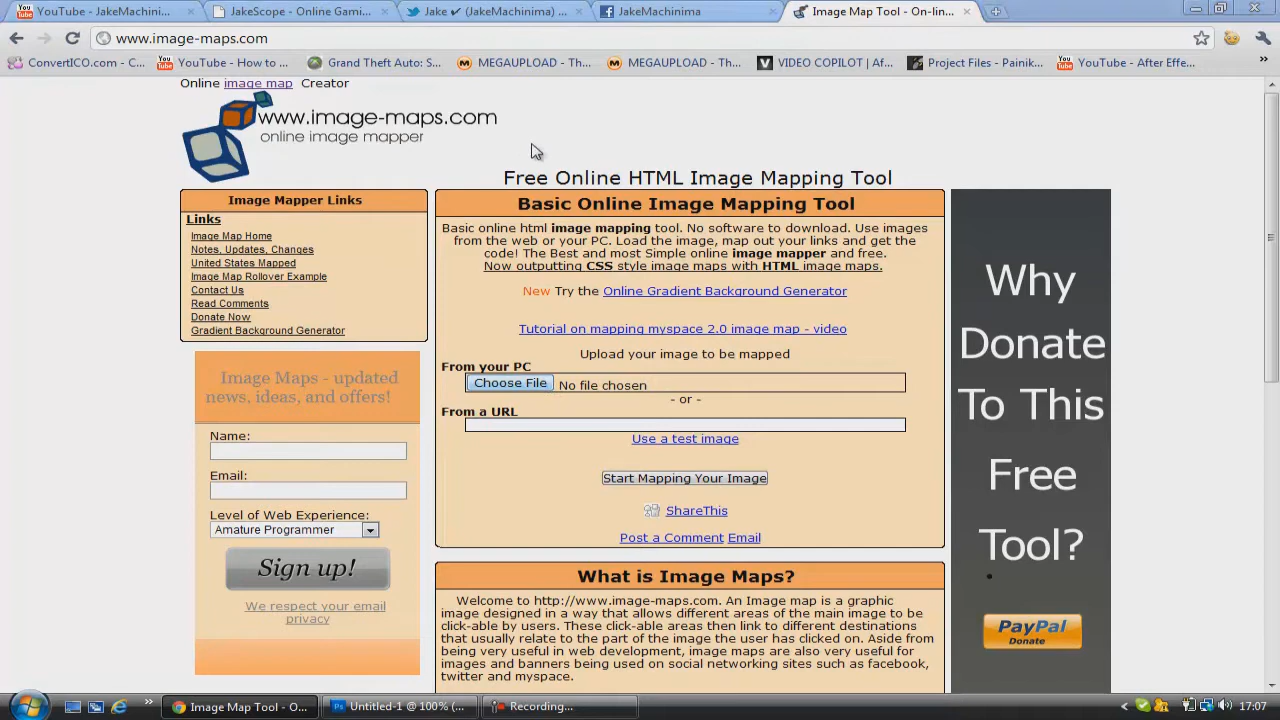 YouTube - JakeMachinim...
JakeScope - Online Gami...
Jake ✔ (JakeMachinima) ...
JakeMachinima
Image Map Tool - On-lin...
www.image-maps.com
ConvertICO.com - C...
YouTube - How to ...
Grand Theft Auto: S...
MEGAUPLOAD - Th...
MEGAUPLOAD - Th...
VIDEO COPILOT | Af...
Project Files - Painik...
YouTube - After Effe...
Online image map Creator
www.image-maps.com
online image mapper
Free Online HTML Image Mapping Tool
Image Mapper Links
Links
Image Map Home
Notes, Updates, Changes
United States Mapped
Image Map Rollover Example
Contact Us
Read Comments
Donate Now
Gradient Background Generator
Image Maps - updated
news, ideas, and offers!
Name:
Email:
Level of Web Experience:
Amature Programmer
Sign up!
We respect your email
privacy
Basic Online Image Mapping Tool
Basic online html image mapping tool. No software to download. Use images
from the web or your PC. Load the image, map out your links and get the
code! The Best and most Simple online image mapper and free.
Now outputting CSS style image maps with HTML image maps.
New Try the Online Gradient Background Generator
Tutorial on mapping myspace 2.0 image map - video
Upload your image to be mapped
From your PC
Choose File No file chosen
- or -
From a URL
Use a test image
Start Mapping Your Image
ShareThis
Post a Comment Email
What is Image Maps?
Welcome to http://www.image-maps.com. An Image map is a graphic
image designed in a way that allows different areas of the main image to be
click-able by users. These click-able areas then link to different destinations
that usually relate to the part of the image the user has clicked on. Aside from
being very useful in web development, image maps are also very useful for
images and banners being used on social networking sites such as facebook,
twitter and myspace.
Why
Donate
To This
Free
Tool?
PayPal
Donate
Image Map Tool - O...
Untitled-1 @ 100% (...
Recording...
17:07